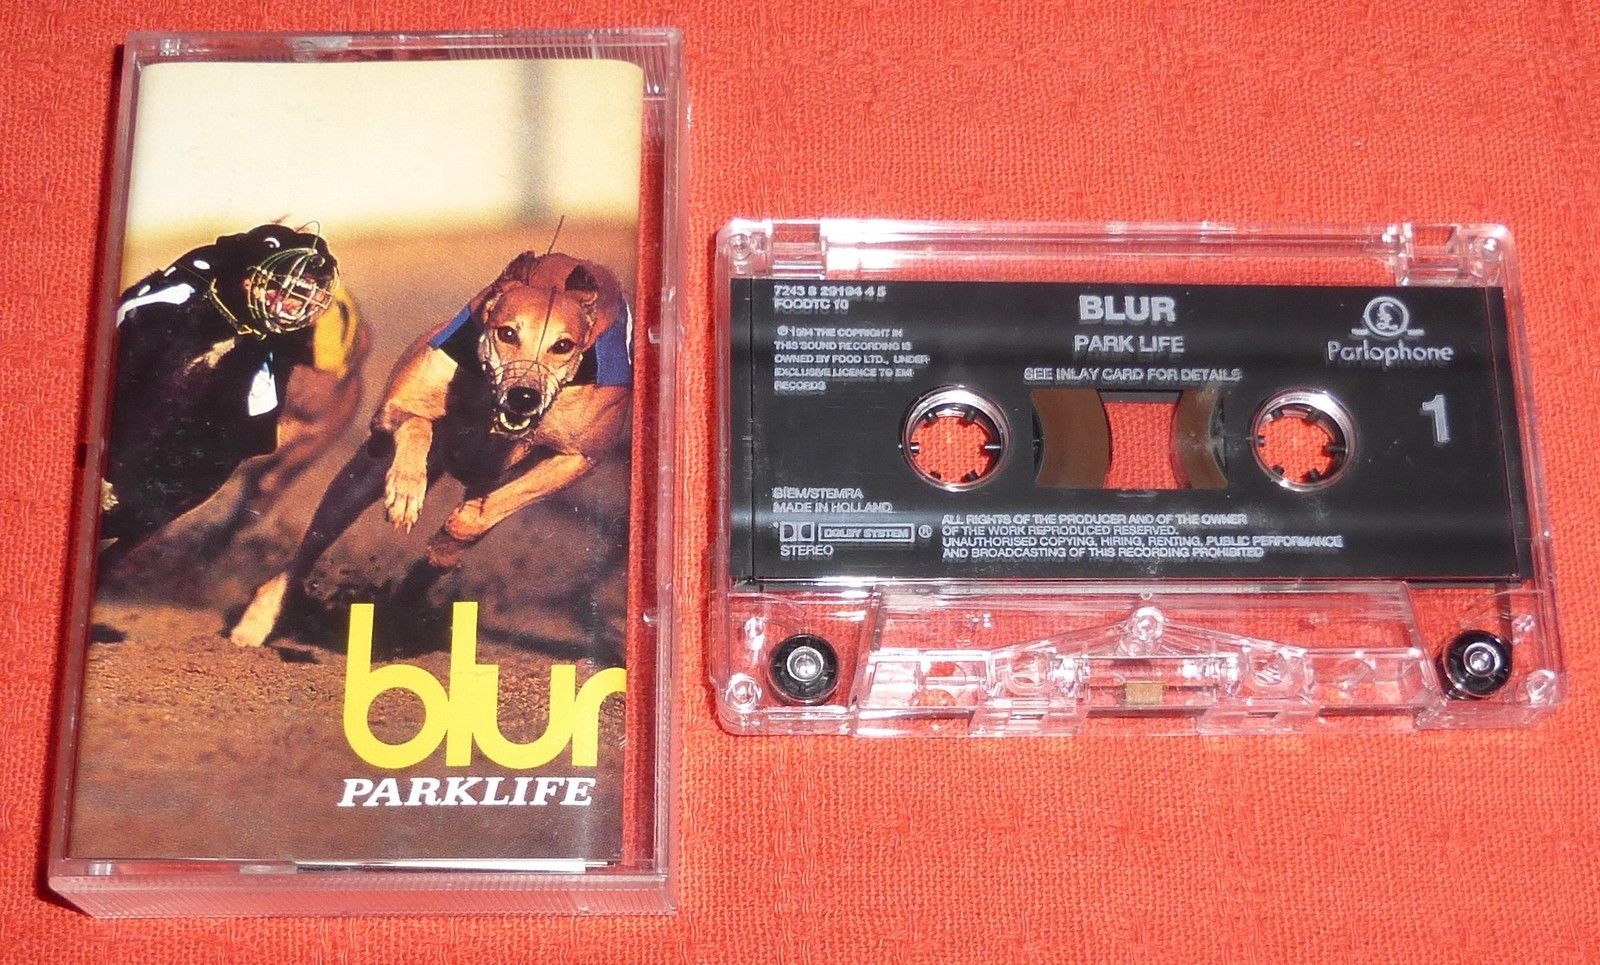 blur
PARKLIFE
7243 8 29194 4 5
FOODTC 10
℗ 1994 THE COPRIGHT IN
THIS SOUND RECORDING IS
OWNED BY FOOD LTD., UNDER
EXCLUSIVE LICENCE TO EMI
RECORDS
BLUR
PARK LIFE
SEE INLAY CARD FOR DETAILS
£
Parlophone
1
BIEM/STEMRA
MADE IN HOLLAND
DOLBY SYSTEM ®
STEREO
ALL RIGHTS OF THE PRODUCER AND OF THE OWNER
OF THE WORK REPRODUCED RESERVED.
UNAUTHORISED COPYING, HIRING, RENTING, PUBLIC PERFORMANCE
AND BROADCASTING OF THIS RECORDING PROHIBITED